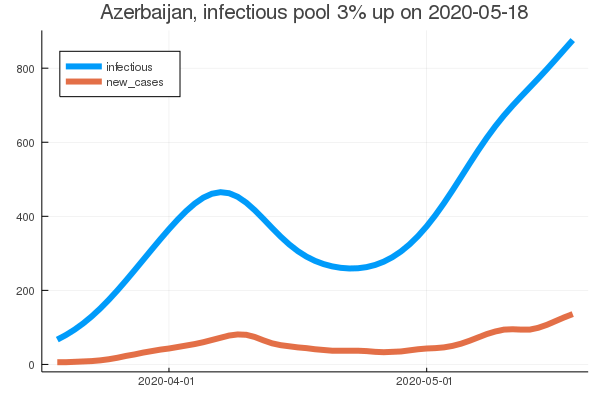 Azerbaijan, infectious pool 3% up on 2020-05-18
infectious
new_cases
800
600
400
200
0
2020-04-01
2020-05-01